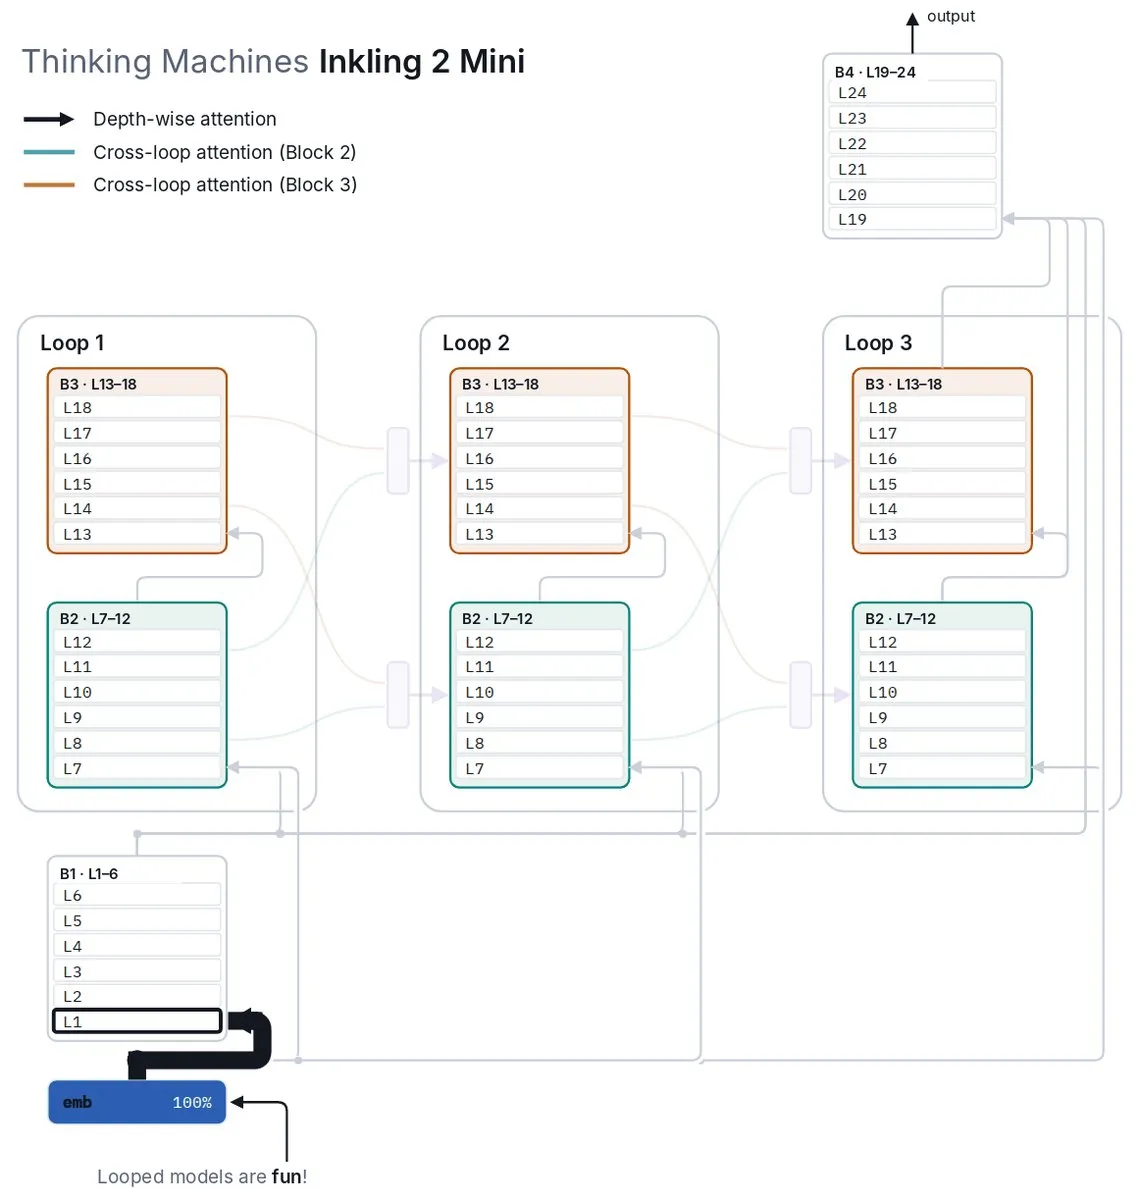 output
Thinking Machines Inkling 2 Mini
Depth-wise attention
Cross-loop attention (Block 2)
Cross-loop attention (Block 3)
B4 · L19–24
L24
L23
L22
L21
L20
L19
Loop 1
B3 · L13–18
L18
L17
L16
L15
L14
L13
B2 · L7–12
L12
L11
L10
L9
L8
L7
Loop 2
B3 · L13–18
L18
L17
L16
L15
L14
L13
B2 · L7–12
L12
L11
L10
L9
L8
L7
Loop 3
B3 · L13–18
L18
L17
L16
L15
L14
L13
B2 · L7–12
L12
L11
L10
L9
L8
L7
B1 · L1–6
L6
L5
L4
L3
L2
L1
emb 100%
Looped models are fun!